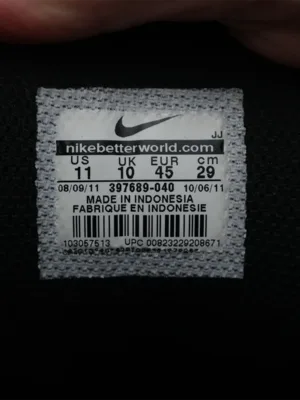 JJ
nikebetterworld.com
US UK EUR cm
11 10 45 29
08/09/11 397689-040 10/06/11
MADE IN INDONESIA
FABRIQUE EN INDONESIE
103057513 UPC 00823229208671